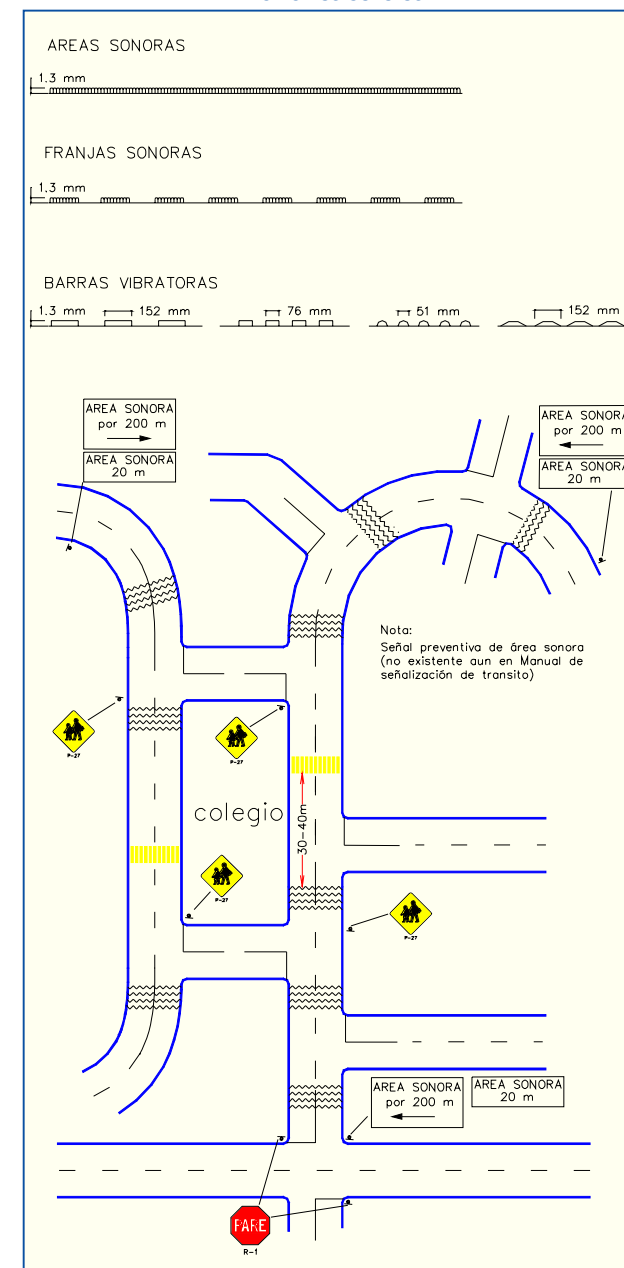 AREAS SONORAS
1.3 mm
FRANJAS SONORAS
1.3 mm
BARRAS VIBRATORAS
1.3 mm
152 mm
76 mm
51 mm
152 mm
AREA SONORA
por 200 m
AREA SONORA
20 m
AREA SONORA
por 200 m
AREA SONORA
20 m
Nota:
Señal preventiva de área sonora
(no existente aun en Manual de
señalización de transito)
P-27
P-27
colegio
30-40m
P-27
P-27
AREA SONORA
por 200 m
AREA SONORA
20 m
PARE
R-1